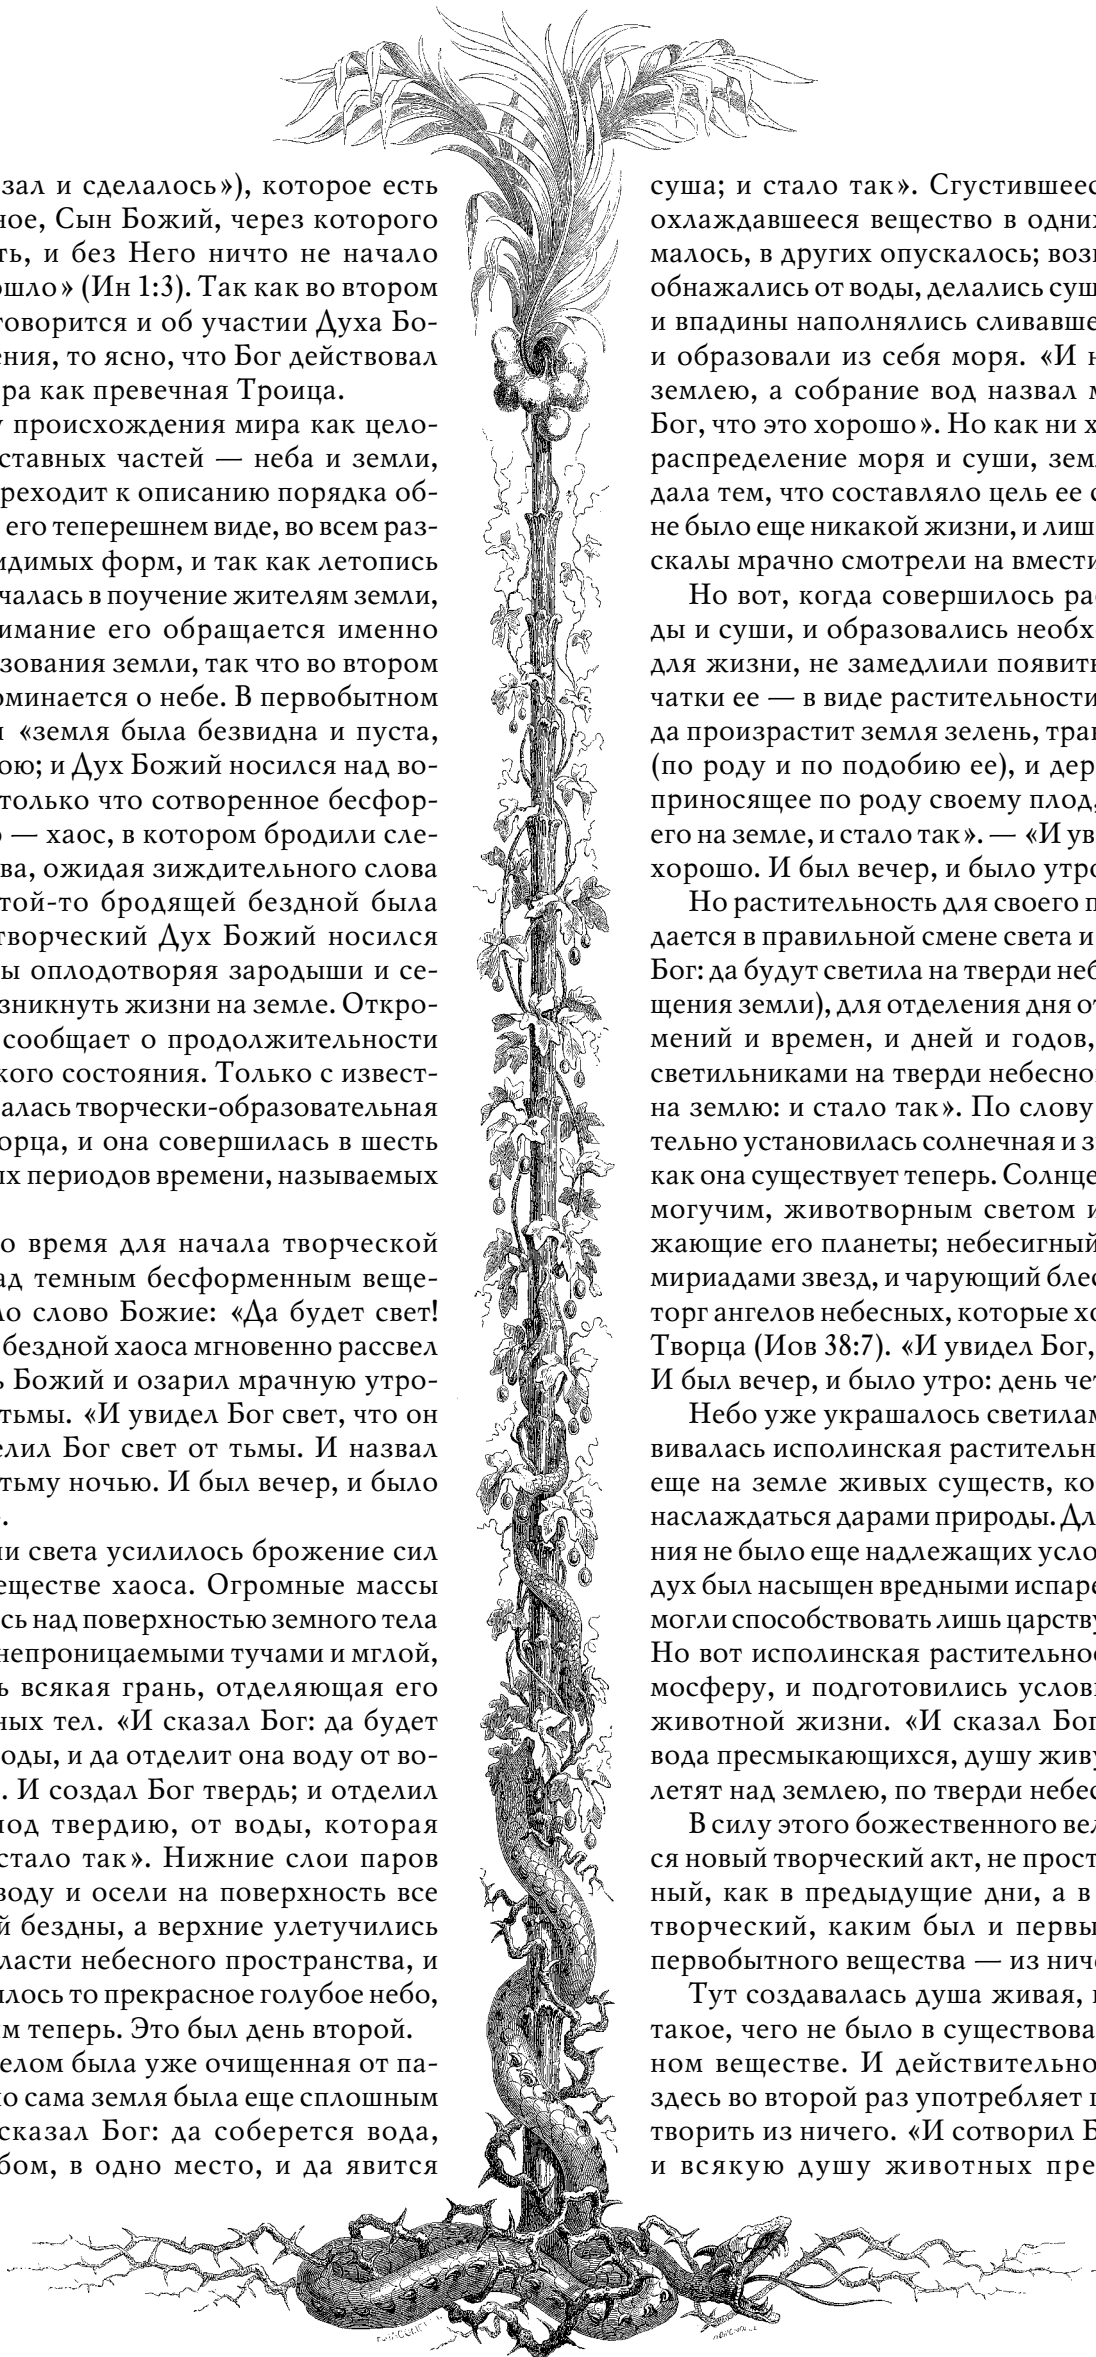 зал и сделалось»), которое есть
ное, Сын Божий, через которого
ть, и без Него ничто не начало
ошло» (Ин 1:3). Так как во втором
говорится и об участии Духа Бо-
ения, то ясно, что Бог действовал
ра как превечная Троица.
у происхождения мира как цело-
ставных частей — неба и земли,
реходит к описанию порядка об-
его теперешнем виде, во всем раз-
идимых форм, и так как летопись
чалась в поучение жителям земли,
имание его обращается именно
зования земли, так что во втором
оминается о небе. В первобытном
и «земля была безвидна и пуста,
ою; и Дух Божий носился над во-
только что сотворенное бесфор-
о — хаос, в котором бродили сле-
ва, ожидая зиждительного слова
той-то бродящей бездной была
творческий Дух Божий носился
ы оплодотворяя зародыши и се-
зникнуть жизни на земле. Откро-
сообщает о продолжительности
кого состояния. Только с извест-
алась творчески-образовательная
орца, и она совершилась в шесть
ых периодов времени, называемых
о время для начала творческой
ад темным бесформенным веще-
ло слово Божие: «Да будет свет!
бездной хаоса мгновенно рассвел
ь Божий и озарил мрачную утро-
тьмы. «И увидел Бог свет, что он
елил Бог свет от тьмы. И назвал
тьму ночью. И был вечер, и было
».
ии света усилилось брожение сил
еществе хаоса. Огромные массы
сь над поверхностью земного тела
непроницаемыми тучами и мглой,
ь всякая грань, отделяющая его
ных тел. «И сказал Бог: да будет
оды, и да отделит она воду от во-
. И создал Бог твердь; и отделил
под твердию, от воды, которая
стало так». Нижние слои паров
воду и осели на поверхность все
й бездны, а верхние улетучились
ласти небесного пространства, и
илось то прекрасное голубое небо,
м теперь. Это был день второй.
елом была уже очищенная от па-
но сама земля была еще сплошным
сказал Бог: да соберется вода,
бом, в одно место, и да явится
суша; и стало так». Сгустившеес
охлаждавшееся вещество в одних
малось, в других опускалось; возв
обнажались от воды, делались суш
и впадины наполнялись сливавше
и образовали из себя моря. «И н
землею, а собрание вод назвал м
Бог, что это хорошо». Но как ни х
распределение моря и суши, земл
дала тем, что составляло цель ее с
не было еще никакой жизни, и лиш
скалы мрачно смотрели на вмести
Но вот, когда совершилось рас
ды и суши, и образовались необхо
для жизни, не замедлили появить
чатки ее — в виде растительности
да произрастит земля зелень, трав
(по роду и по подобию ее), и дер
приносящее по роду своему плод,
его на земле, и стало так». — «И ув
хорошо. И был вечер, и было утро
Но растительность для своего п
дается в правильной смене света и
Бог: да будут светила на тверди неб
щения земли), для отделения дня от
мений и времен, и дней и годов,
светильниками на тверди небесной
на землю: и стало так». По слову
тельно установилась солнечная и з
как она существует теперь. Солнце
могучим, животворным светом и
жающие его планеты; небесигный
мириадами звезд, и чарующий блес
торг ангелов небесных, которые хо
Творца (Иов 38:7). «И увидел Бог,
И был вечер, и было утро: день чет
Небо уже украшалось светилам
вивалась исполинская растительн
еще на земле живых существ, ко
наслаждаться дарами природы. Дл
ния не было еще надлежащих усло
дух был насыщен вредными испаре
могли способствовать лишь царству
Но вот исполинская растительнос
мосферу, и подготовились услови
животной жизни. «И сказал Бог
вода пресмыкающихся, душу живу
летят над землею, по тверди небес
В силу этого божественного вел
ся новый творческий акт, не прост
ный, как в предыдущие дни, а в
творческий, каким был и первы
первобытного вещества — из ниче
Тут создавалась душа живая, в
такое, чего не было в существова
ном веществе. И действительно
здесь во второй раз употребляет г
творить из ничего. «И сотворил Б
и всякую душу животных пре